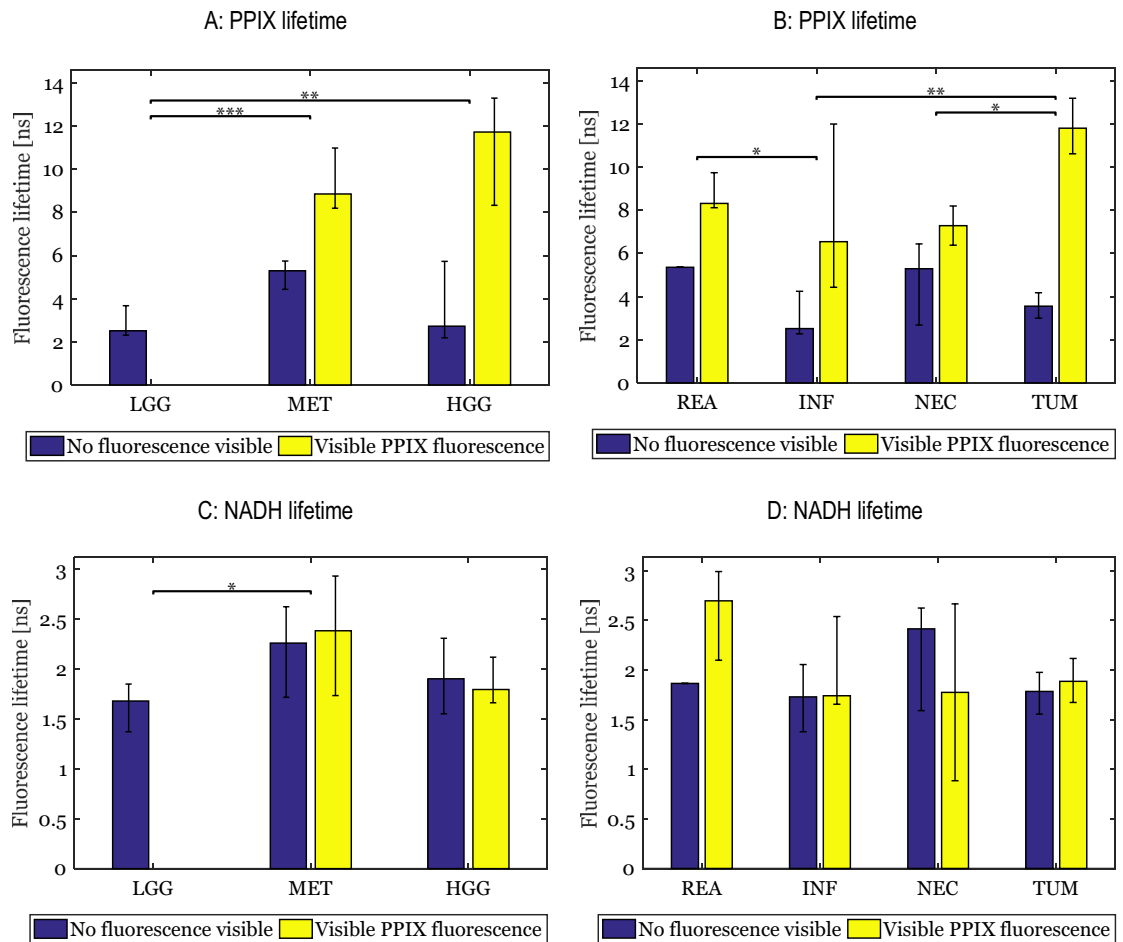 A: PPIX lifetime
Fluorescence lifetime [ns]
14
12
10
8
6
4
2
0
***
**
LGG MET HGG
No fluorescence visible Visible PPIX fluorescence
B: PPIX lifetime
Fluorescence lifetime [ns]
14
12
10
8
6
4
2
0
*
**
*
REA INF NEC TUM
No fluorescence visible Visible PPIX fluorescence
C: NADH lifetime
Fluorescence lifetime [ns]
3
2.5
2
1.5
1
0.5
0
*
LGG MET HGG
No fluorescence visible Visible PPIX fluorescence
D: NADH lifetime
Fluorescence lifetime [ns]
3
2.5
2
1.5
1
0.5
0
REA INF NEC TUM
No fluorescence visible Visible PPIX fluorescence